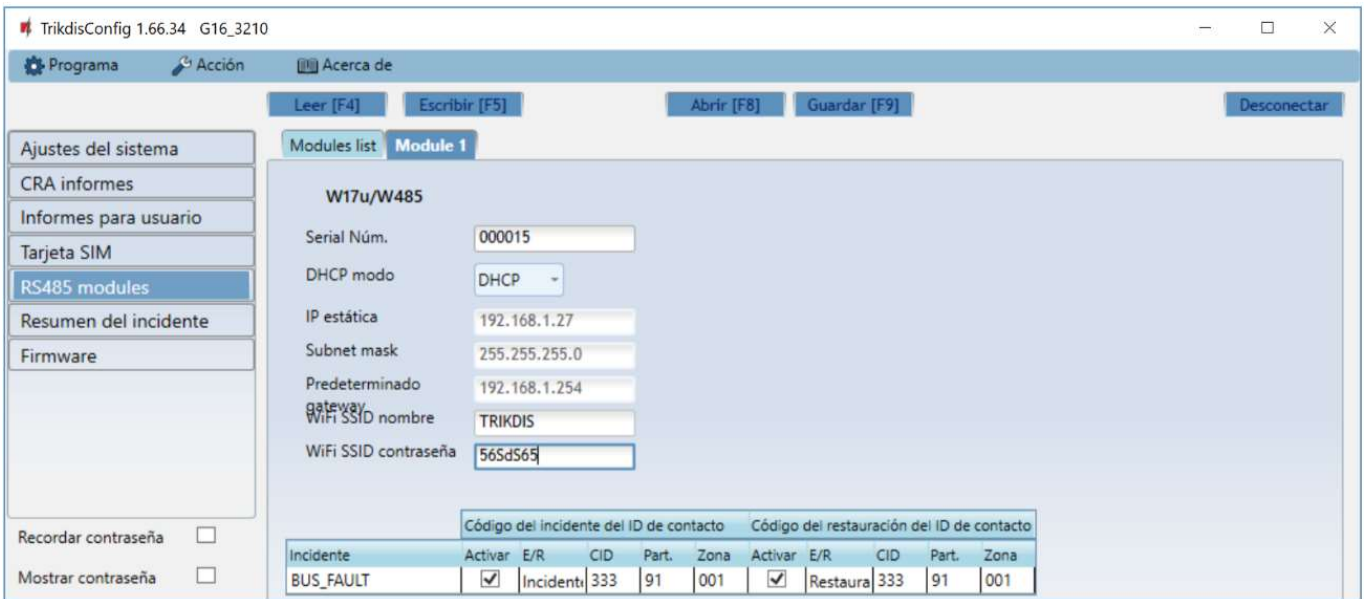 TrikdisConfig 1.66.34 G16_3210
Programa Acción Acerca de
Leer [F4] Escribir [F5] Abrir [F8] Guardar [F9] Desconectar
Ajustes del sistema
CRA informes
Informes para usuario
Tarjeta SIM
RS485 modules
Resumen del incidente
Firmware
Recordar contraseña
Mostrar contraseña
Modules list Module 1
W17u/W485
Serial Núm. 000015
DHCP modo DHCP
IP estática 192.168.1.27
Subnet mask 255.255.255.0
Predeterminado 192.168.1.254
gateway
WiFi SSID nombre TRIKDIS
WiFi SSID contraseña 56SdS65
Código del incidente del ID de contacto Código del restauración del ID de contacto
Incidente Activar E/R CID Part. Zona Activar E/R CID Part. Zona
BUS_FAULT Incident 333 91 001 Restaura 333 91 001